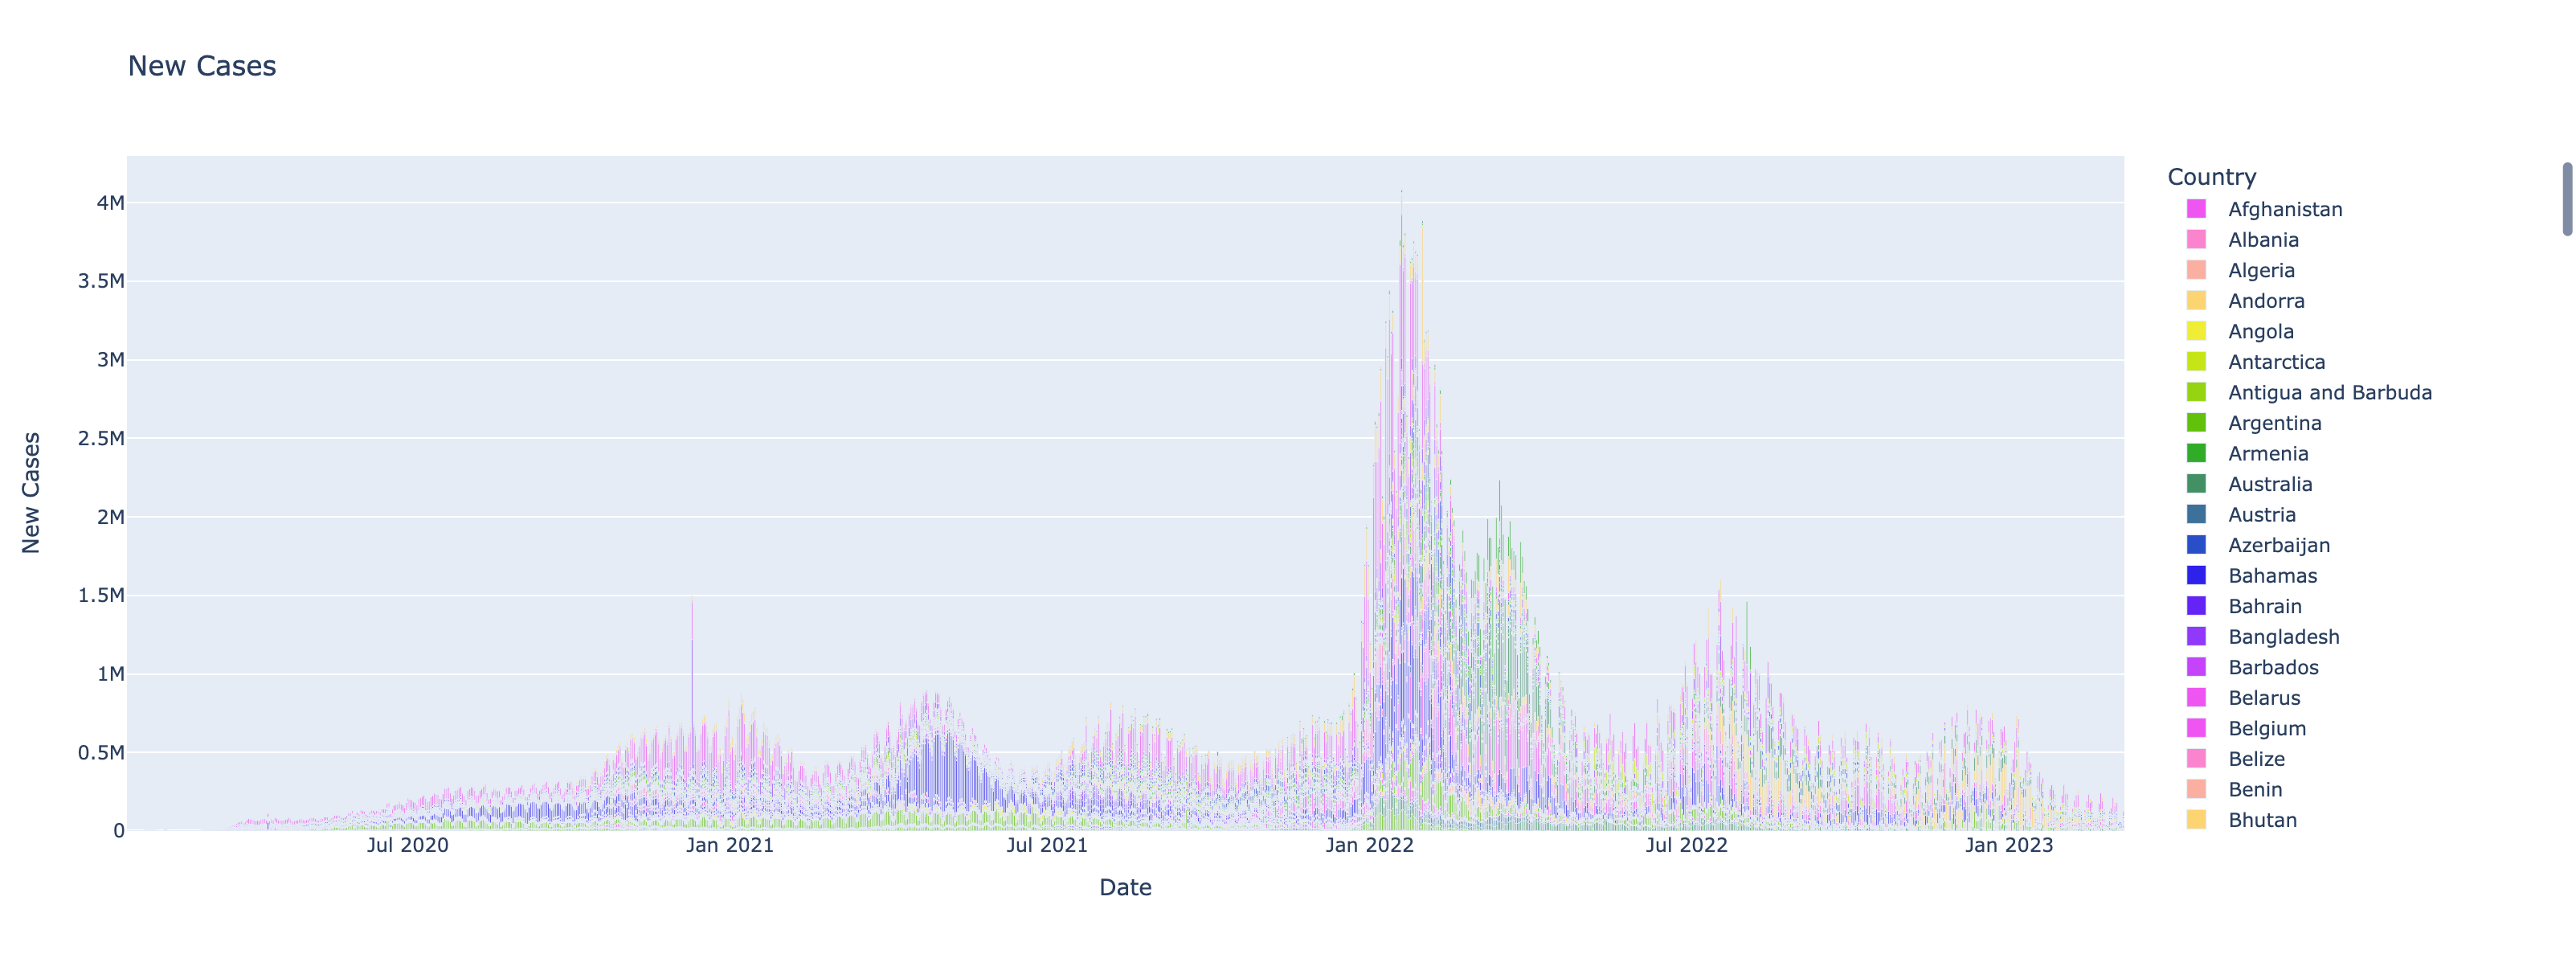 New Cases
4M
3.5M
3M
2.5M
2M
1.5M
1M
0.5M
0
New Cases
Jul 2020
Jan 2021
Jul 2021
Jan 2022
Jul 2022
Jan 2023
Date
Country
Afghanistan
Albania
Algeria
Andorra
Angola
Antarctica
Antigua and Barbuda
Argentina
Armenia
Australia
Austria
Azerbaijan
Bahamas
Bahrain
Bangladesh
Barbados
Belarus
Belgium
Belize
Benin
Bhutan